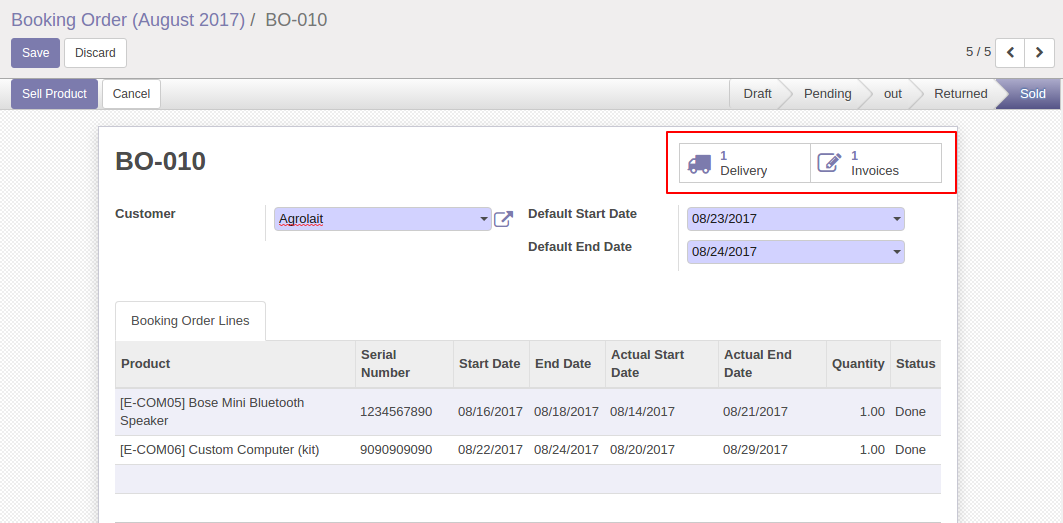 Booking Order (August 2017) / BO-010
Save Discard 5 / 5
Sell Product Cancel Draft Pending out Returned Sold
BO-010
1 Delivery
1 Invoices
Customer Agrolait
Default Start Date 08/23/2017
Default End Date 08/24/2017
Booking Order Lines
Product Serial Number Start Date End Date Actual Start Date Actual End Date Quantity Status
[E-COM05] Bose Mini Bluetooth Speaker 1234567890 08/16/2017 08/18/2017 08/14/2017 08/21/2017 1.00 Done
[E-COM06] Custom Computer (kit) 9090909090 08/22/2017 08/24/2017 08/20/2017 08/29/2017 1.00 Done